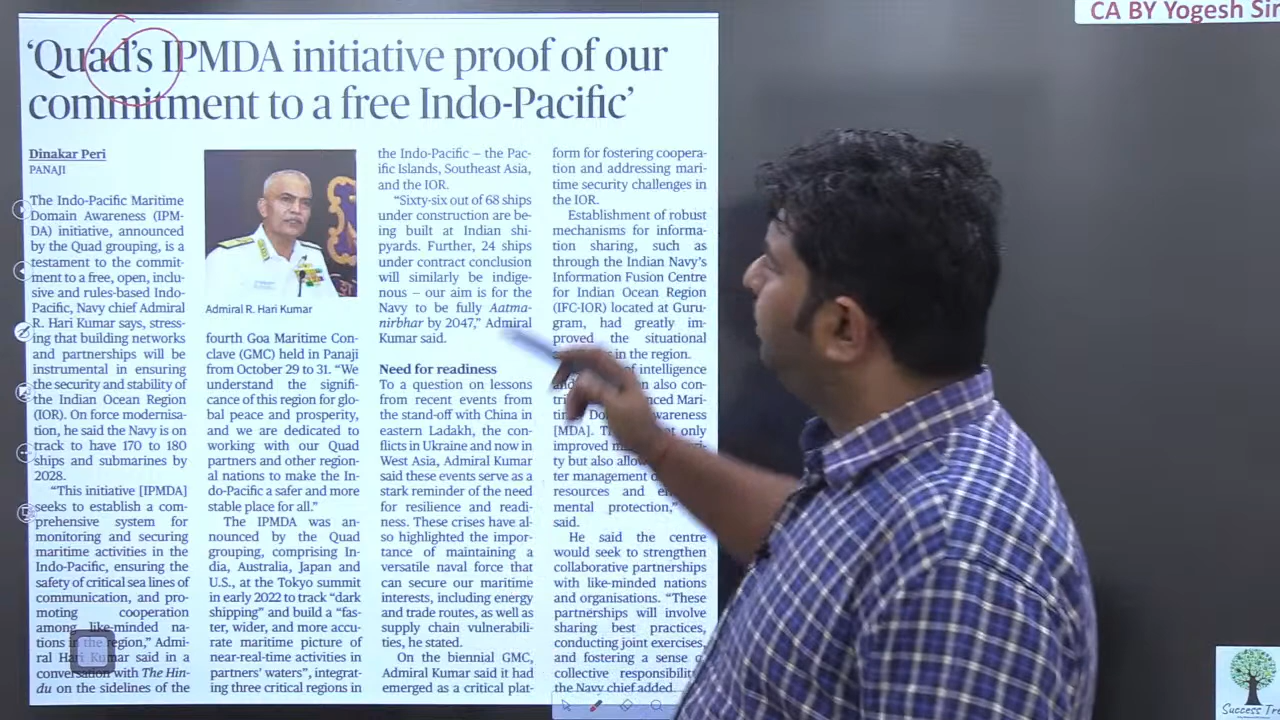 CA BY Yogesh
'Quad's IPMDA initiative proof of our
commitment to a free Indo-Pacific'
Dinakar Peri
PANAJI
The Indo-Pacific Maritime
Domain Awareness (IPM-
DA) initiative, announced
by the Quad grouping, is a
testament to the commit-
ment to a free, open, inclu-
sive and rules-based Indo-
Pacific, Navy chief Admiral
R. Hari Kumar says, stress-
ing that building networks
and partnerships will be
instrumental in ensuring
the security and stability of
the Indian Ocean Region
(IOR). On force modernisa-
tion, he said the Navy is on
track to have 170 to 180
ships and submarines by
2028.
"This initiative [IPMDA]
seeks to establish a com-
prehensive system for
monitoring and securing
maritime activities in the
Indo-Pacific, ensuring the
safety of critical sea lines of
communication, and pro-
moting cooperation
among like-minded na-
tions in the region," Admi-
ral Hari Kumar said in a
conversation with The Hin-
du on the sidelines of the
Admiral R. Hari Kumar
fourth Goa Maritime Con-
clave (GMC) held in Panaji
from October 29 to 31. "We
understand the signifi-
cance of this region for glo-
bal peace and prosperity,
and we are dedicated to
working with our Quad
partners and other region-
al nations to make the In-
do-Pacific a safer and more
stable place for all."
The IPMDA was an-
nounced by the Quad
grouping, comprising In-
dia, Australia, Japan and
U.S., at the Tokyo summit
in early 2022 to track "dark
shipping" and build a "fas-
ter, wider, and more accu-
rate maritime picture of
near-real-time activities in
partners' waters", integrat-
ing three critical regions in
the Indo-Pacific – the Pac-
ific Islands, Southeast Asia,
and the IOR.
"Sixty-six out of 68 ships
under construction are be-
ing built at Indian shi-
pyards. Further, 24 ships
under contract conclusion
will similarly be indige-
nous – our aim is for the
Navy to be fully Aatma-
nirbhar by 2047," Admiral
Kumar said.
Need for readiness
To a question on lessons
from recent events from
the stand-off with China in
eastern Ladakh, the con-
flicts in Ukraine and now in
West Asia, Admiral Kumar
said these events serve as a
stark reminder of the need
for resilience and readi-
ness. These crises have al-
so highlighted the impor-
tance of maintaining a
versatile naval force that
can secure our maritime
interests, including energy
and trade routes, as well as
supply chain vulnerabili-
ties, he stated.
On the biennial GMC,
Admiral Kumar said it had
emerged as a critical plat-
form for fostering coopera-
tion and addressing mari-
time security challenges in
the IOR.
Establishment of robust
mechanisms for informa-
tion sharing, such as
through the Indian Navy's
Information Fusion Centre
for Indian Ocean Region
(IFC-IOR) located at Guru-
gram, had greatly im-
proved the situational
in the region.
of intelligence
also con-
Mari-
Awareness
[MDA]. only
improved
ty but also
ter management
resources and
mental protection,"
said.
He said the centre
would seek to strengthen
collaborative partnerships
with like-minded nations
and organisations. "These
partnerships will involve
sharing best practices,
conducting joint exercises,
and fostering a sense
collective
the Navy chief added.
Success